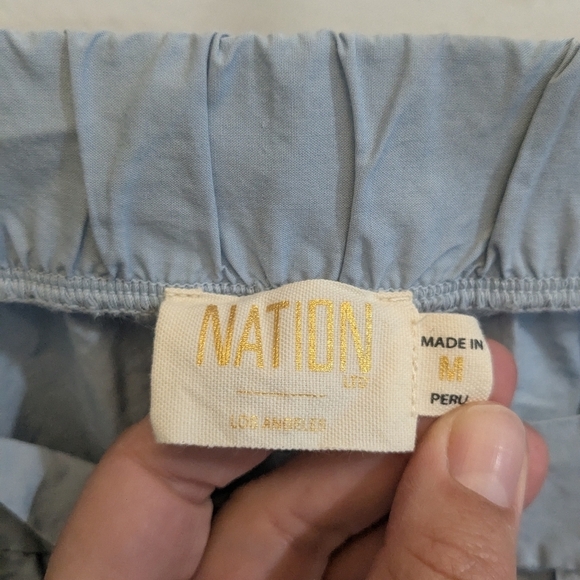 NATION
LTD
LOS ANGELES
MADE IN
M
PERU